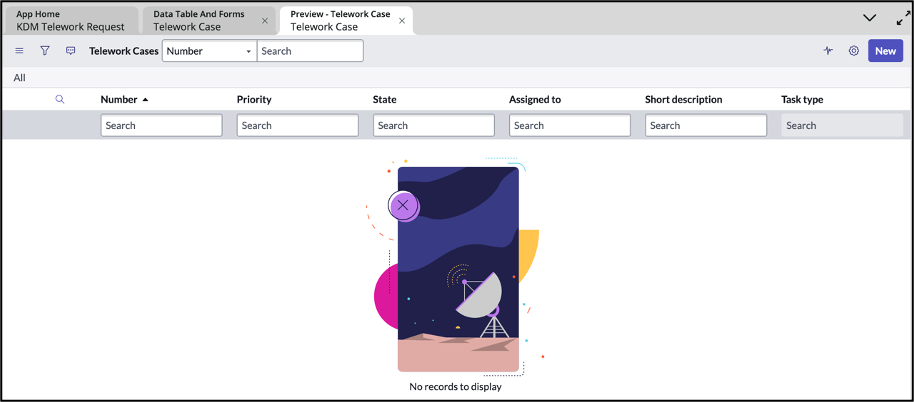 App Home
KDM Telework Request
Data Table And Forms
Telework Case
Preview - Telework Case
Telework Case
Telework Cases Number Search New
All
Number Priority State Assigned to Short description Task type
Search Search Search Search Search Search
No records to display